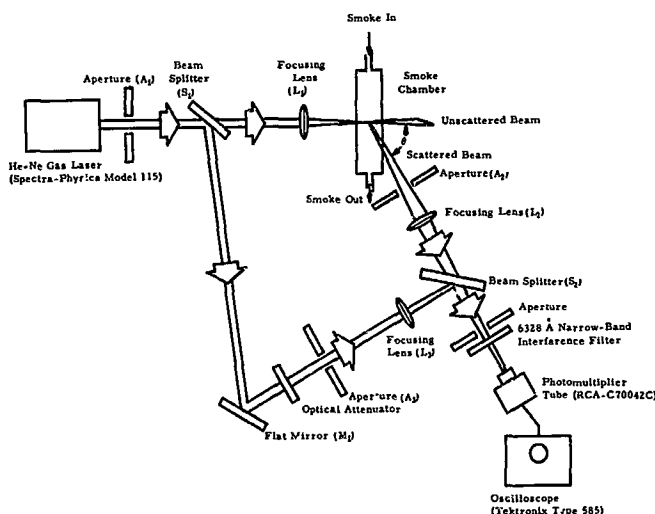 Smoke In
Beam
Splitter
(S₁)
Focusing
Lens
(L₁)
Aperture (A₁)
Smoke
Chamber
Unscattered Beam
θ
He-Ne Gas Laser
(Spectra-Physics Model 115)
Scattered Beam
Aperture(A₂)
Smoke Out
Focusing Lens(L₂)
Beam Splitter(S₂)
Aperture
6328 Å Narrow-Band
Interference Filter
Focusing
Lens(L₃)
Aperture (A₃)
Optical Attenuator
Flat Mirror (M₁)
Photomultiplier
Tube (RCA-C70042C)
Oscilloscope
(Tektronix Type 585)